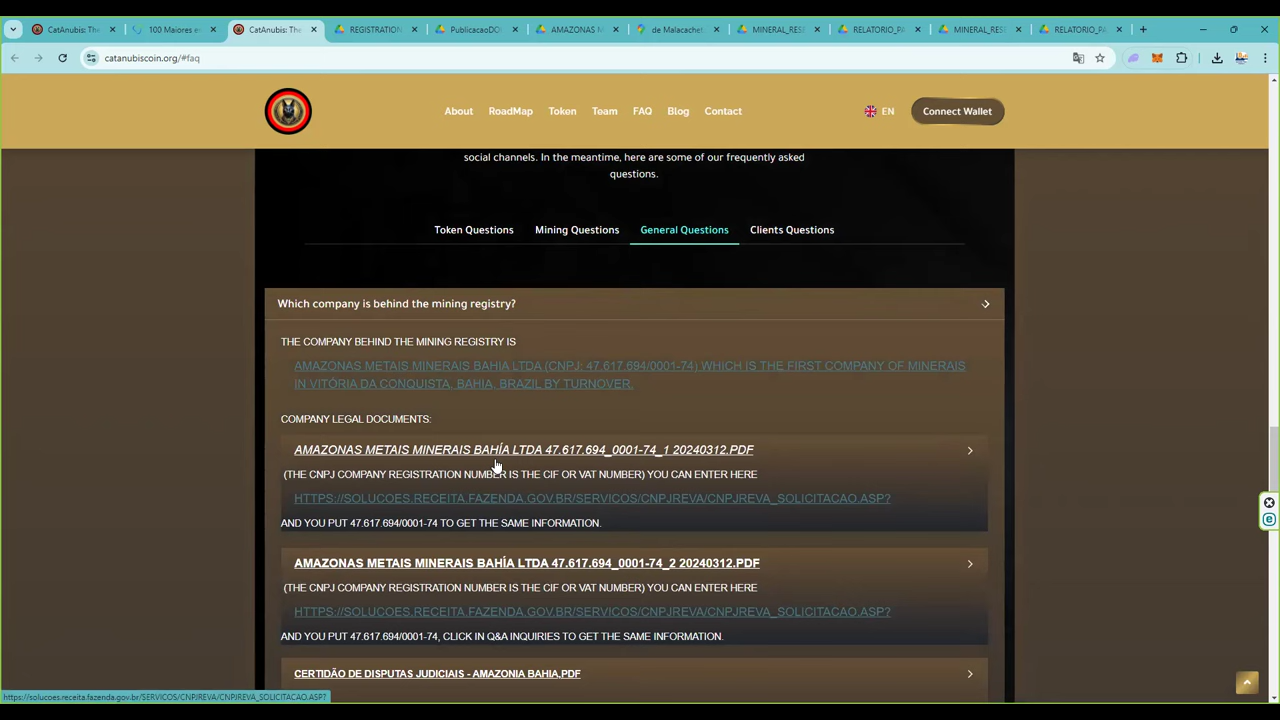 CatAnubis: The
100 Maiores e
CatAnubis: The
REGISTRATION
PublicacaoDO
AMAZONAS M
de Malacachet
MINERAL_RES
RELATORIO_PA
MINERAL_RES
RELATORIO_PA
catanubiscoin.org/#faq
About
RoadMap
Token
Team
FAQ
Blog
Contact
EN
Connect Wallet
social channels. In the meantime, here are some of our frequently asked
questions.
Token Questions
Mining Questions
General Questions
Clients Questions
Which company is behind the mining registry?
THE COMPANY BEHIND THE MINING REGISTRY IS
AMAZONAS METAIS MINERAIS BAHIA LTDA (CNPJ: 47.617.694/0001-74) WHICH IS THE FIRST COMPANY OF MINERAIS
IN VITÓRIA DA CONQUISTA, BAHIA, BRAZIL BY TURNOVER.
COMPANY LEGAL DOCUMENTS:
AMAZONAS METAIS MINERAIS BAHÍA LTDA 47.617.694_0001-74_1 20240312.PDF
(THE CNPJ COMPANY REGISTRATION NUMBER IS THE CIF OR VAT NUMBER) YOU CAN ENTER HERE
HTTPS://SOLUCOES.RECEITA.FAZENDA.GOV.BR/SERVICOS/CNPJREVA/CNPJREVA_SOLICITACAO.ASP?
AND YOU PUT 47.617.694/0001-74 TO GET THE SAME INFORMATION.
AMAZONAS METAIS MINERAIS BAHÍA LTDA 47.617.694_0001-74_2 20240312.PDF
(THE CNPJ COMPANY REGISTRATION NUMBER IS THE CIF OR VAT NUMBER) YOU CAN ENTER HERE
HTTPS://SOLUCOES.RECEITA.FAZENDA.GOV.BR/SERVICOS/CNPJREVA/CNPJREVA_SOLICITACAO.ASP?
AND YOU PUT 47.617.694/0001-74, CLICK IN Q&A INQUIRIES TO GET THE SAME INFORMATION.
CERTIDÃO DE DISPUTAS JUDICIAIS - AMAZONIA BAHIA.PDF
https://solucoes.receita.fazenda.gov.br/SERVICOS/CNPJREVA/CNPJREVA_SOLICITACAO.ASP?